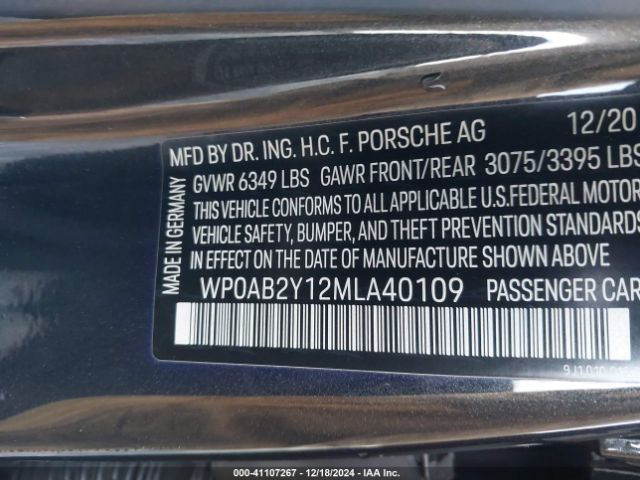 MFD BY DR. ING. H.C. F. PORSCHE AG 12/20
GVWR 6349 LBS GAWR FRONT/REAR 3075/3395 LBS
THIS VEHICLE CONFORMS TO ALL APPLICABLE U.S.FEDERAL MOTOR
VEHICLE SAFETY, BUMPER, AND THEFT PREVENTION STANDARDS
IN EFFECT ON THE DATE OF MANUFACTURE SHOWN ABOVE
WP0AB2Y12MLA40109 PASSENGER CAR
MADE IN GERMANY
000-41107267 • 12/18/2024 • IAA Inc.